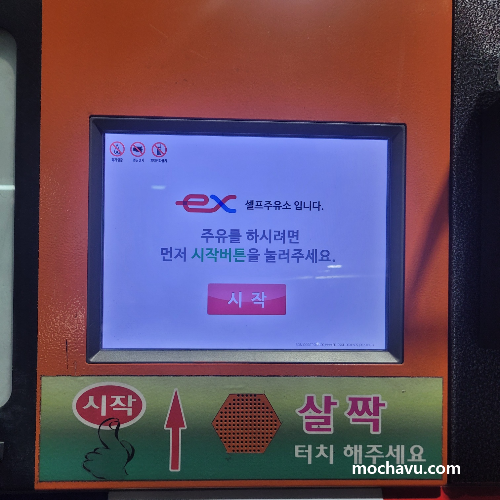 ex 셀프주유소 입니다.
주유를 하시려면
먼저 시작버튼을 눌러주세요.
시 작
시작
살짝
터치 해주세요
mochavu.com